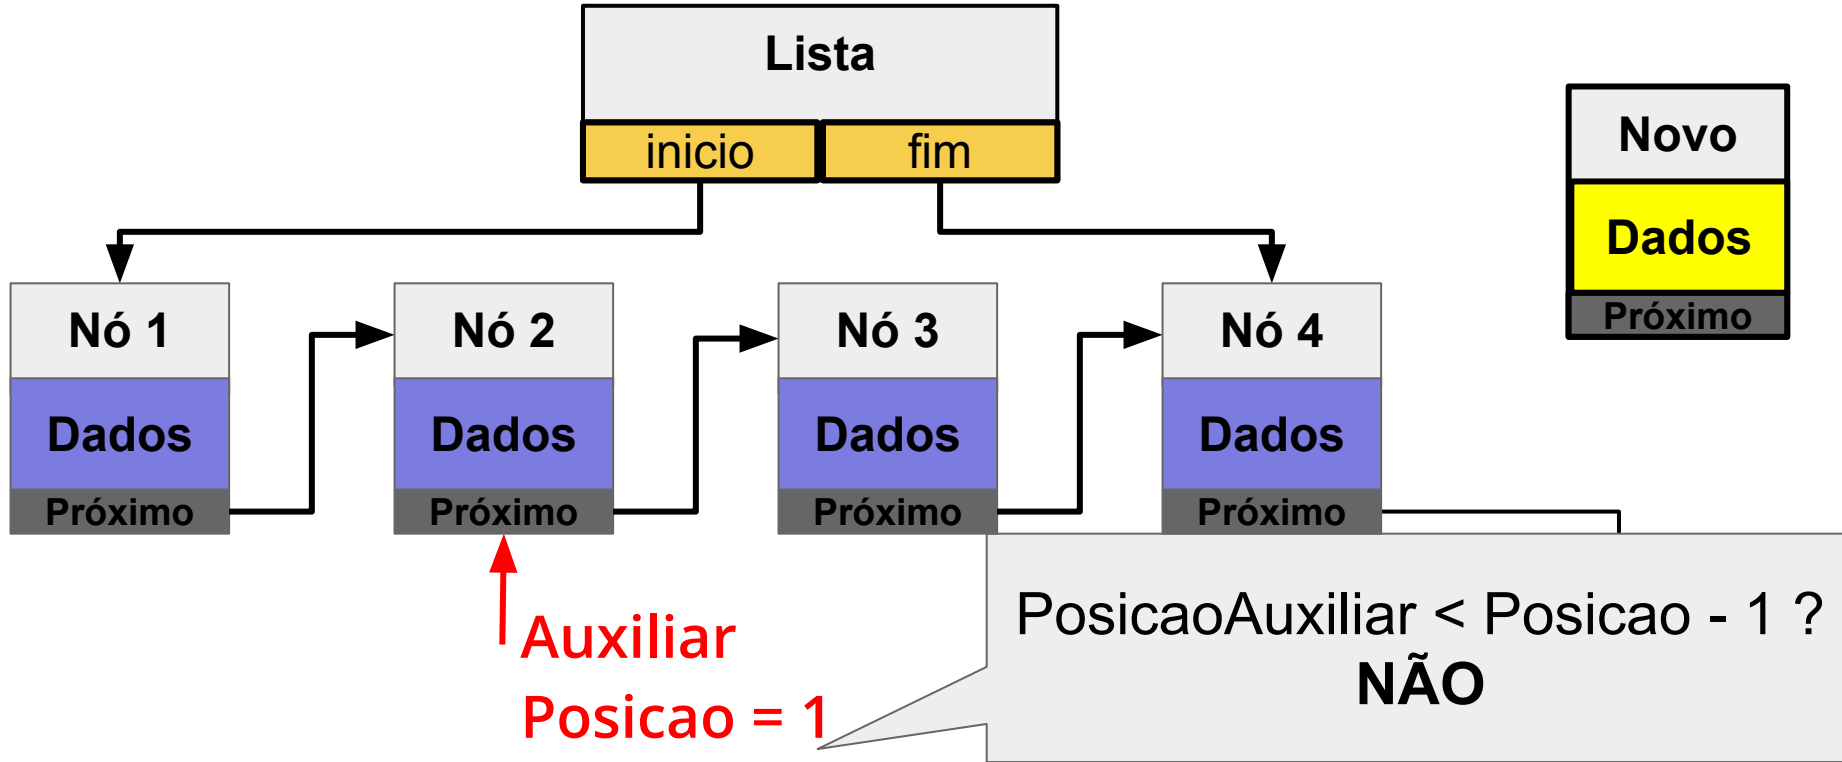 Lista
inicio
fim
Novo
Dados
Próximo
Nó 1
Dados
Próximo
Nó 2
Dados
Próximo
Nó 3
Dados
Próximo
Nó 4
Dados
Próximo
Auxiliar
Posicao = 1
PosicaoAuxiliar < Posicao - 1 ?
NÃO